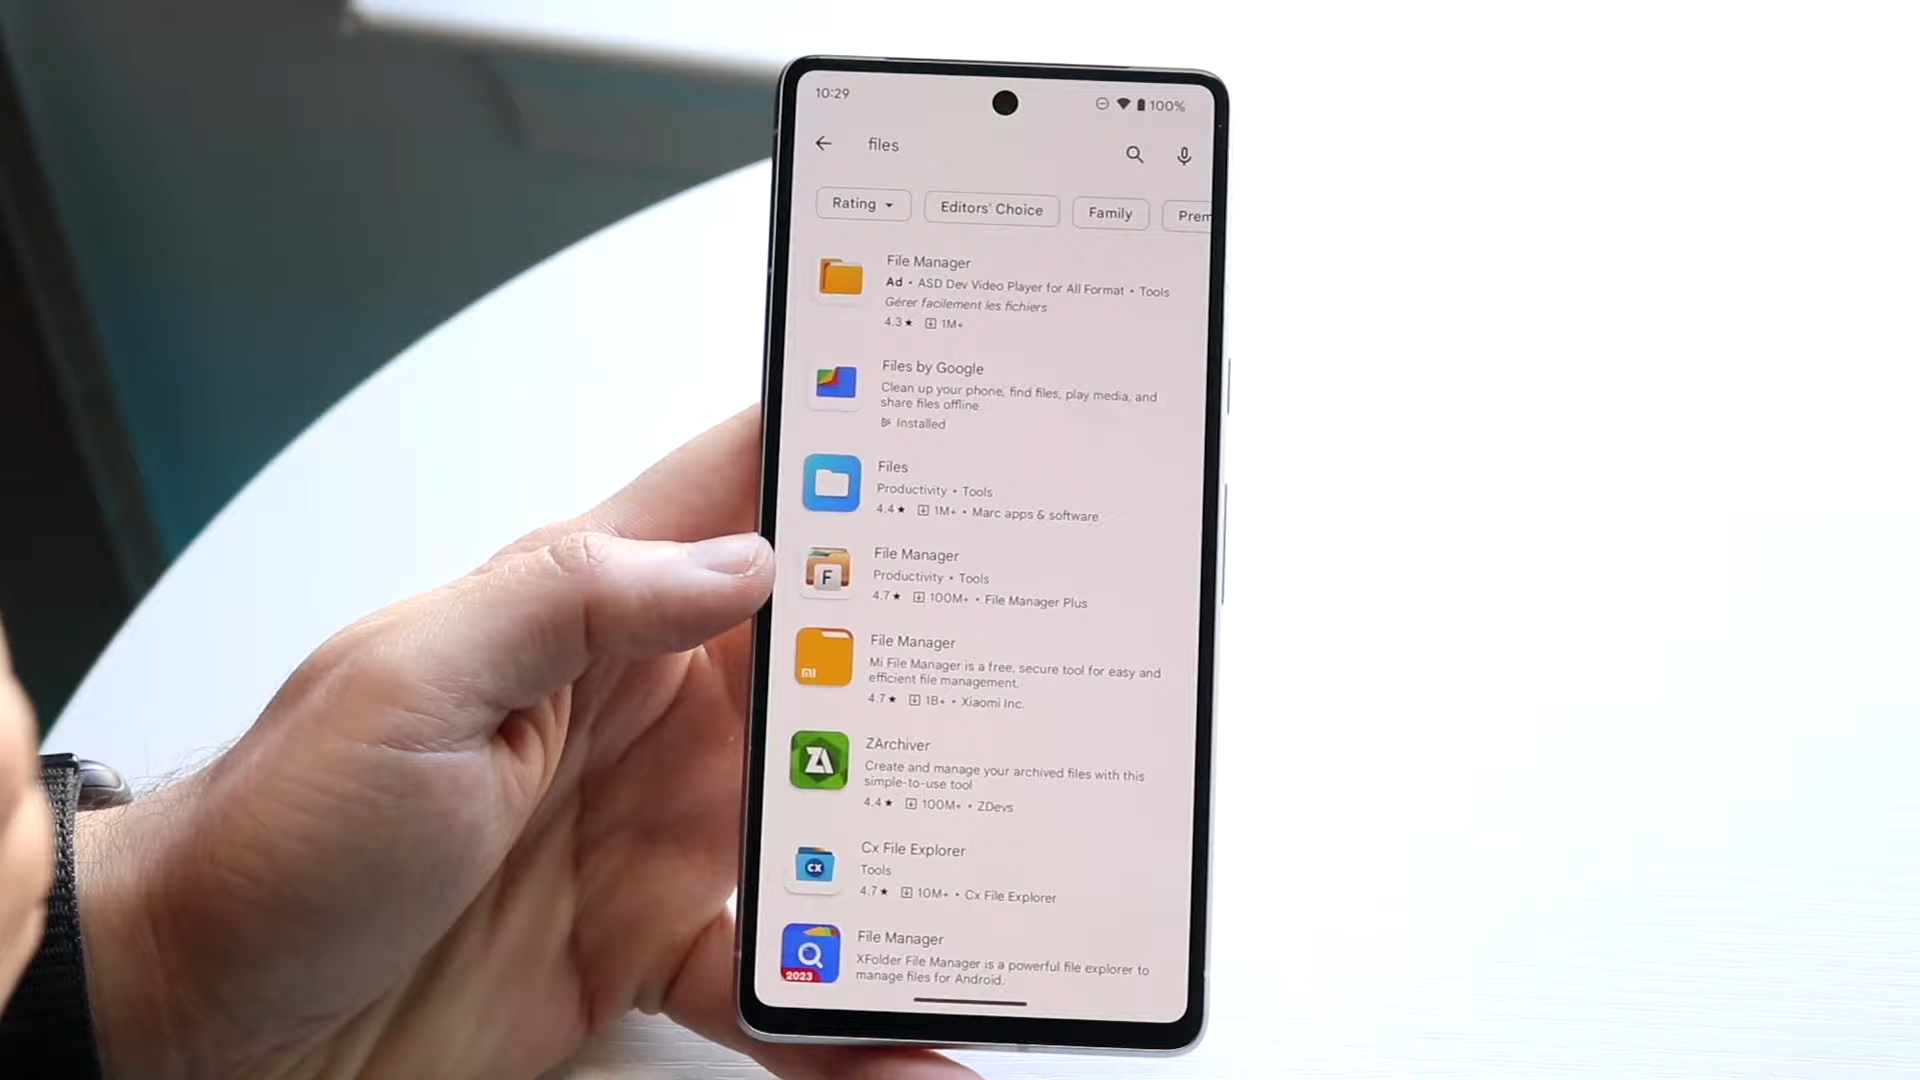 10:29
100%
files
Rating
Editors' Choice
Family
Prem
File Manager
Ad • ASD Dev Video Player for All Format • Tools
Gérer facilement les fichiers
4.3★ 1M+
Files by Google
Clean up your phone, find files, play media, and
share files offline
Installed
Files
Productivity • Tools
4.4★ 1M+ • Marc apps & software
F
File Manager
Productivity • Tools
4.7★ 100M+ • File Manager Plus
mi
File Manager
Mi File Manager is a free, secure tool for easy and
efficient file management.
4.7★ 1B+ • Xiaomi Inc.
ZA
ZArchiver
Create and manage your archived files with this
simple-to-use tool
4.4★ 100M+ • ZDevs
CX
Cx File Explorer
Tools
4.7★ 10M+ • Cx File Explorer
2023
File Manager
XFolder File Manager is a powerful file explorer to
manage files for Android.